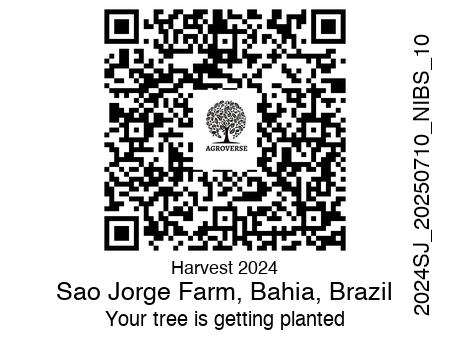 AGROVERSE
Harvest 2024
Sao Jorge Farm, Bahia, Brazil
Your tree is getting planted
2024SJ_20250710_NIBS_10